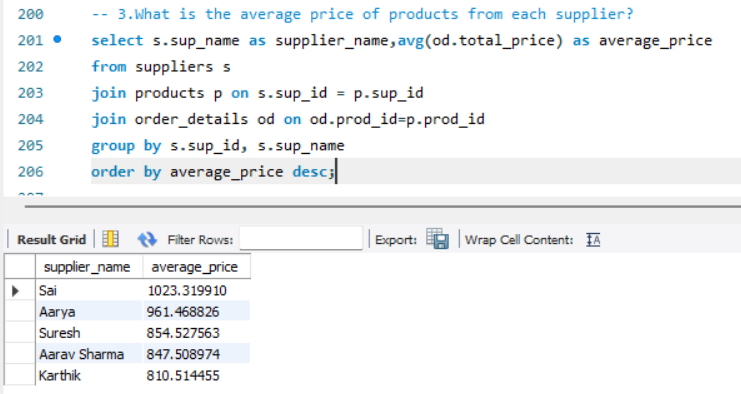 200 -- 3.What is the average price of products from each supplier?
201 select s.sup_name as supplier_name,avg(od.total_price) as average_price
202 from suppliers s
203 join products p on s.sup_id = p.sup_id
204 join order_details od on od.prod_id=p.prod_id
205 group by s.sup_id, s.sup_name
206 order by average_price desc;
Result Grid Filter Rows: Export: Wrap Cell Content: IA
supplier_name average_price
Sai 1023.319910
Aarya 961.468826
Suresh 854.527563
Aarav Sharma 847.508974
Karthik 810.514455